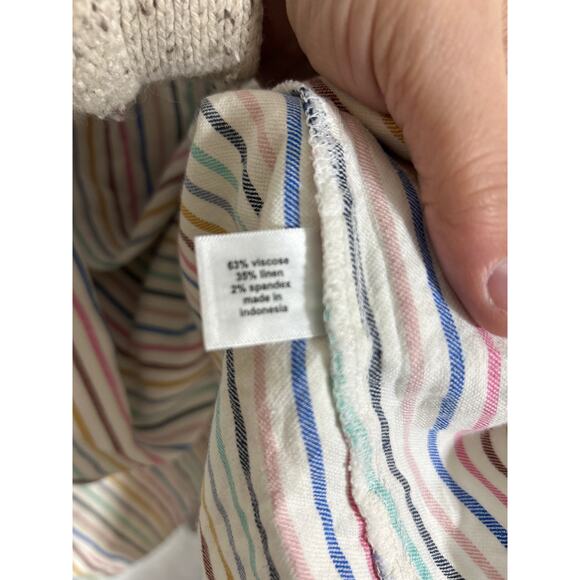 63% viscose
35% linen
2% spandex
made in
indonesia